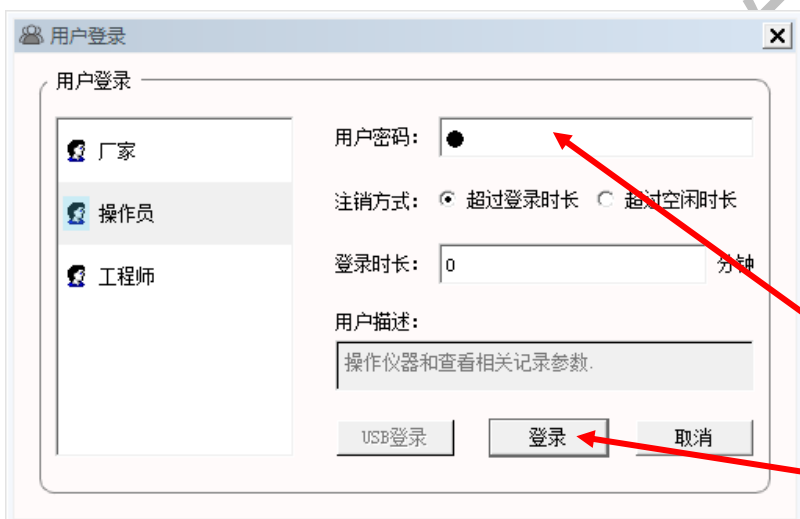 用户登录
用户登录
厂家
操作员
工程师
用户密码：
注销方式： 超过登录时长 超过空闲时长
登录时长： 0 分钟
用户描述：
操作仪器和查看相关记录参数.
USB登录 登录 取消